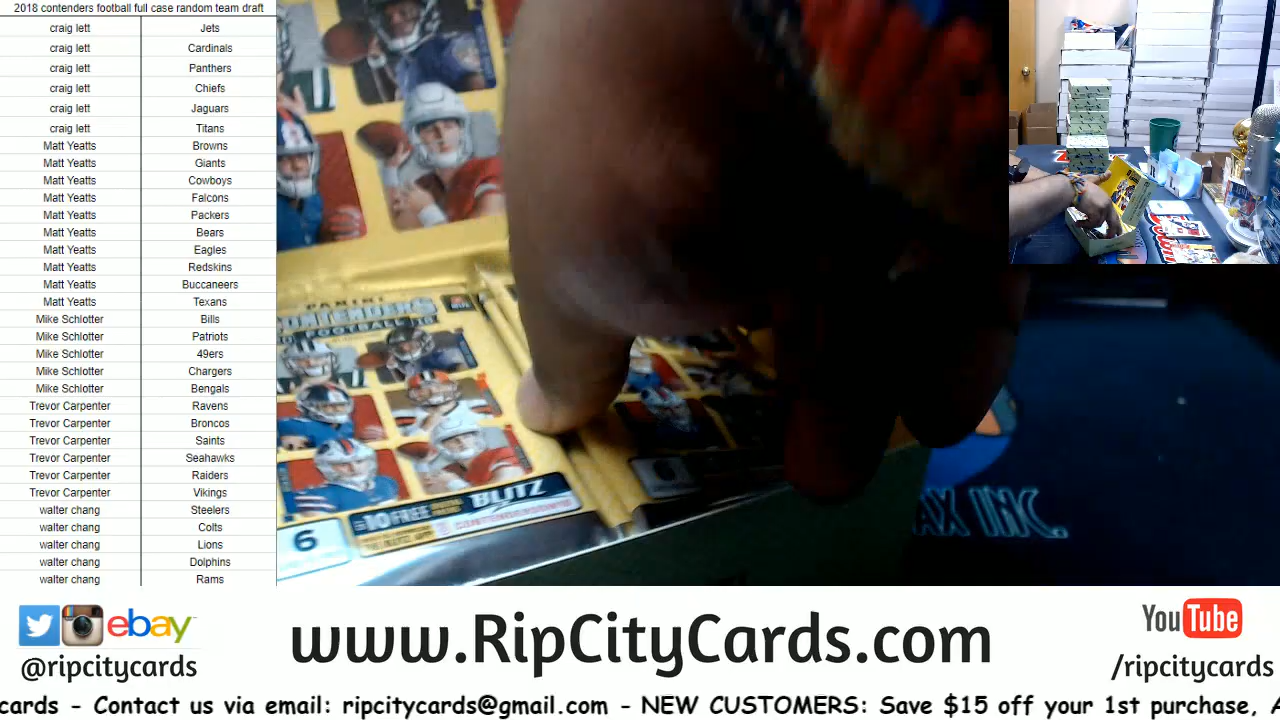 2018 contenders football full case random team draft
craig lett Jets
craig lett Cardinals
craig lett Panthers
craig lett Chiefs
craig lett Jaguars
craig lett Titans
Matt Yeatts Browns
Matt Yeatts Giants
Matt Yeatts Cowboys
Matt Yeatts Falcons
Matt Yeatts Packers
Matt Yeatts Bears
Matt Yeatts Eagles
Matt Yeatts Redskins
Matt Yeatts Buccaneers
Matt Yeatts Texans
Mike Schlotter Bills
Mike Schlotter Patriots
Mike Schlotter 49ers
Mike Schlotter Chargers
Mike Schlotter Bengals
Trevor Carpenter Ravens
Trevor Carpenter Broncos
Trevor Carpenter Saints
Trevor Carpenter Seahawks
Trevor Carpenter Raiders
Trevor Carpenter Vikings
walter chang Steelers
walter chang Colts
walter chang Lions
walter chang Dolphins
walter chang Rams
PANINI
CONTENDERS
FOOTBALL
6
10 FREE
BLITZ
AX INC.
ebay
@ripcitycards
www.RipCityCards.com
YouTube
/ripcitycards
cards - Contact us via email: ripcitycards@gmail.com - NEW CUSTOMERS: Save $15 off your 1st purchase, A